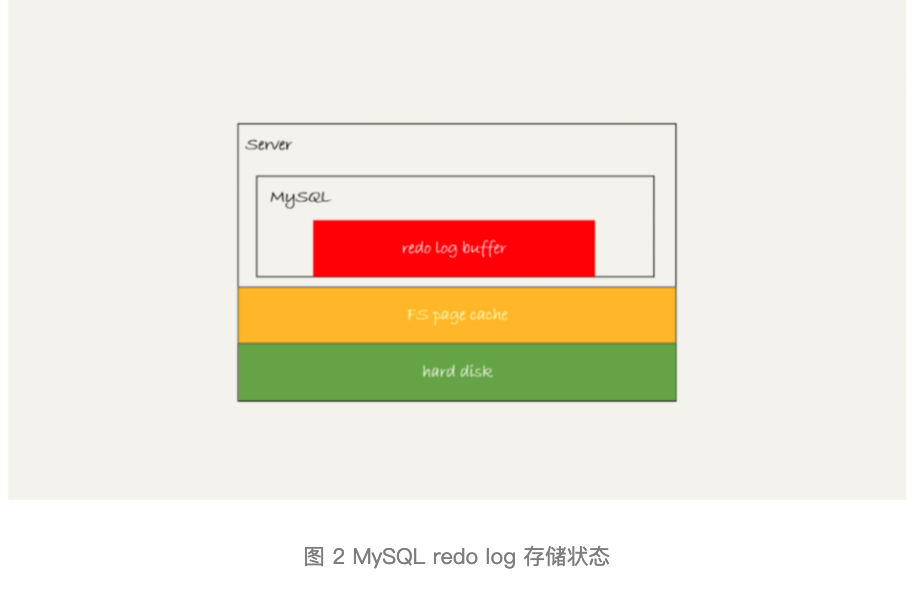 Server
MySQL
redo log buffer
FS page cache
hard disk
图 2 MySQL redo log 存储状态